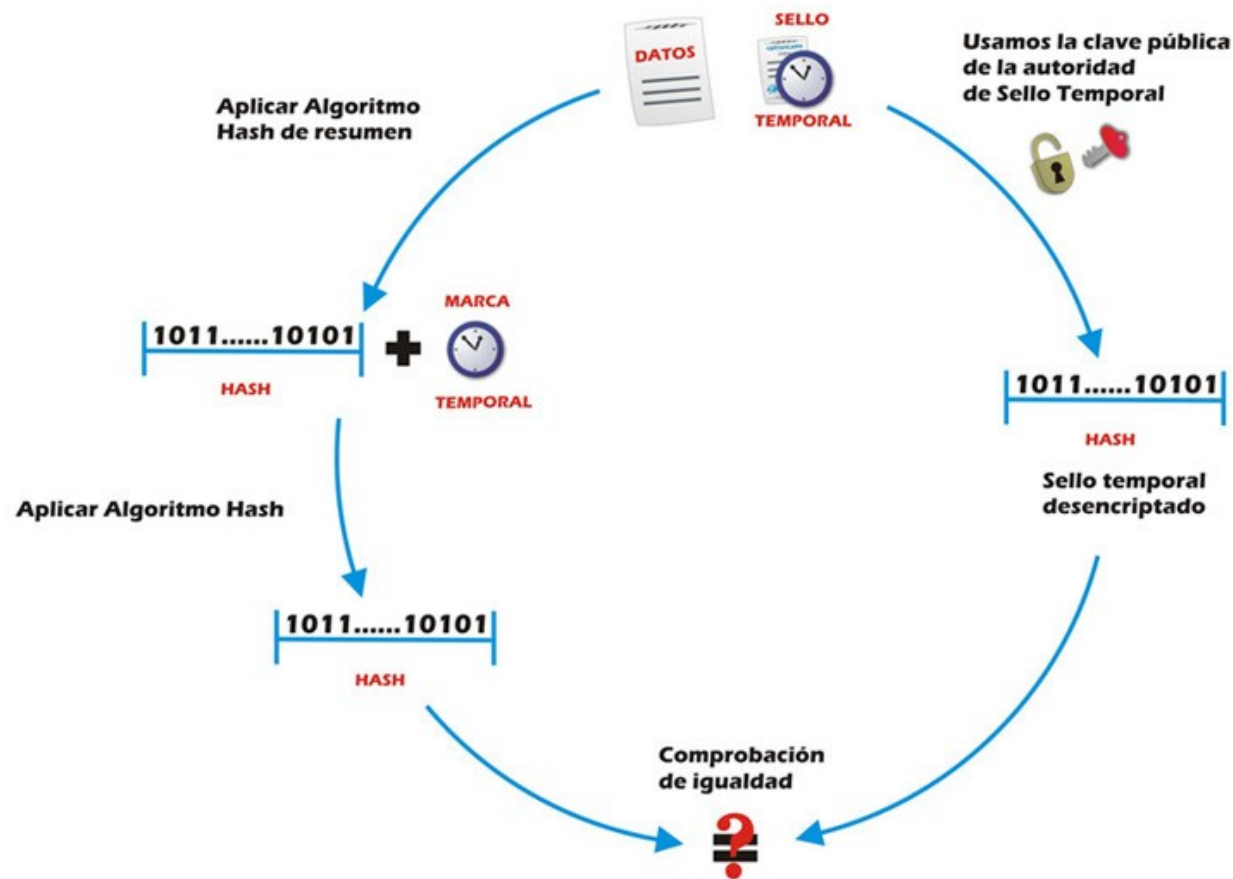 SELLO
DATOS
TEMPORAL
Usamos la clave pública
de la autoridad
de Sello Temporal
Aplicar Algoritmo
Hash de resumen
MARCA
1011......10101
HASH
TEMPORAL
1011......10101
HASH
Sello temporal
desencriptado
Aplicar Algoritmo Hash
1011......10101
HASH
Comprobación
de igualdad
?